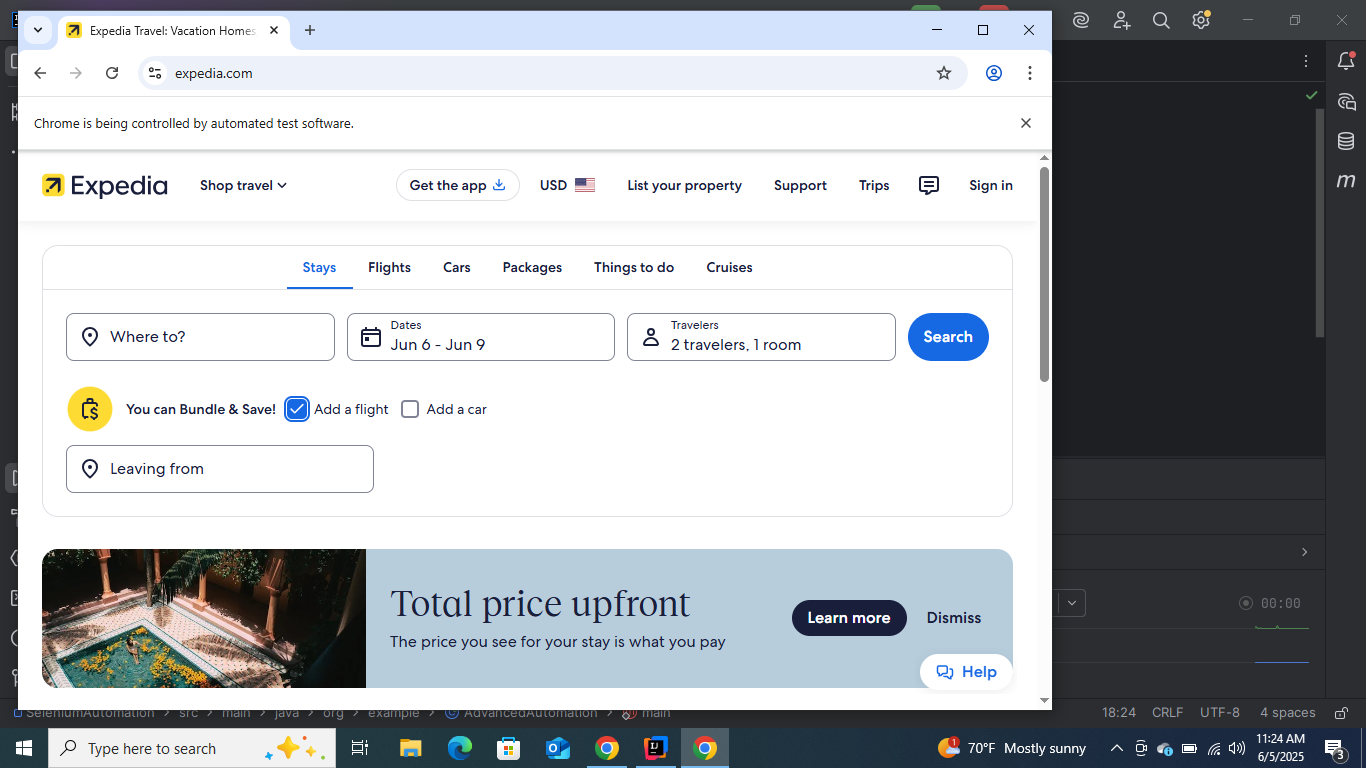 Expedia Travel: Vacation Homes
expedia.com
Chrome is being controlled by automated test software.
Expedia
Shop travel
Get the app
USD
List your property
Support
Trips
Sign in
Stays
Flights
Cars
Packages
Things to do
Cruises
Where to?
Dates
Jun 6 - Jun 9
Travelers
2 travelers, 1 room
Search
You can Bundle & Save!
Add a flight
Add a car
Leaving from
Total price upfront
The price you see for your stay is what you pay
Learn more
Dismiss
Help
m
00:00
SeleniumAutomation > src > main > java > org > example > AdvancedAutomation > main
18:24
CRLF
UTF-8
4 spaces
Type here to search
1
70°F Mostly sunny
11:24 AM
6/5/2025
3